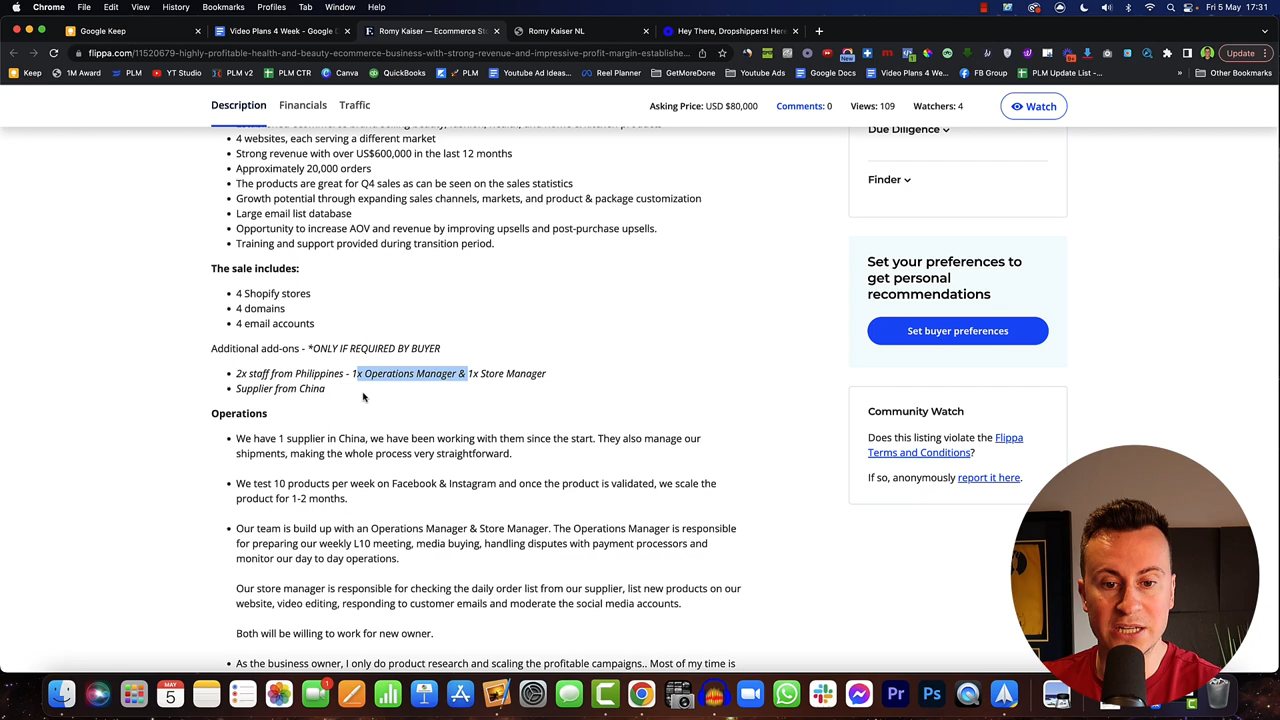 Chrome File Edit View History Bookmarks Profiles Tab Window Help Fri 5 May 17:31
Google Keep
Video Plans 4 Week - Google D
Romy Kaiser — Ecommerce St
Romy Kaiser NL
Hey There, Dropshippers! Here
flippa.com/11520679-highly-profitable-health-and-beauty-ecommerce-business-with-strong-revenue-and-impressive-profit-margin-establishe...
New
Update
Keep 1M Award PLM YT Studio PLM v2 PLM CTR Canva QuickBooks PLM Youtube Ad Ideas... Reel Planner GetMoreDone Youtube Ads Google Docs Video Plans 4 We... FB Group PLM Update List -... » Other Bookmarks
Description Financials Traffic Asking Price: USD $80,000 Comments: 0 Views: 109 Watchers: 4 Watch
• 4 websites, each serving a different market
• Strong revenue with over US$600,000 in the last 12 months
• Approximately 20,000 orders
• The products are great for Q4 sales as can be seen on the sales statistics
• Growth potential through expanding sales channels, markets, and product & package customization
• Large email list database
• Opportunity to increase AOV and revenue by improving upsells and post-purchase upsells.
• Training and support provided during transition period.
The sale includes:
• 4 Shopify stores
• 4 domains
• 4 email accounts
Additional add-ons - *ONLY IF REQUIRED BY BUYER
• 2x staff from Philippines - 1x Operations Manager & 1x Store Manager
• Supplier from China
Operations
• We have 1 supplier in China, we have been working with them since the start. They also manage our
shipments, making the whole process very straightforward.
• We test 10 products per week on Facebook & Instagram and once the product is validated, we scale the
product for 1-2 months.
• Our team is build up with an Operations Manager & Store Manager. The Operations Manager is responsible
for preparing our weekly L10 meeting, media buying, handling disputes with payment processors and
monitor our day to day operations.
Our store manager is responsible for checking the daily order list from our supplier, list new products on our
website, video editing, responding to customer emails and moderate the social media accounts.
Both will be willing to work for new owner.
• As the business owner, I only do product research and scaling the profitable campaigns.. Most of my time is
Due Diligence
Finder
Set your preferences to
get personal
recommendations
Set buyer preferences
Community Watch
Does this listing violate the Flippa
Terms and Conditions?
If so, anonymously report it here.
MAY
5
1
Pr
Ps